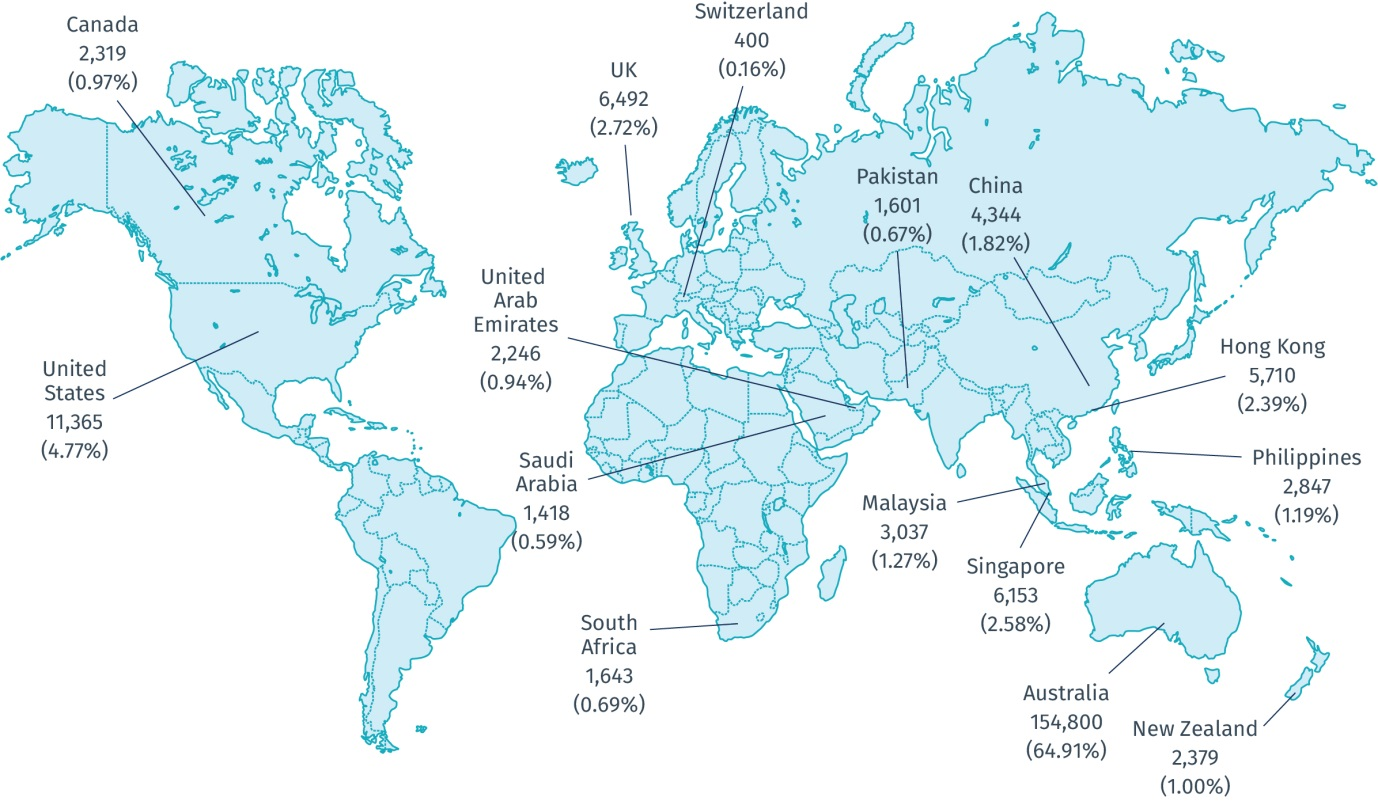 Canada
2,319
(0.97%)
Switzerland
400
(0.16%)
UK
6,492
(2.72%)
Pakistan
1,601
(0.67%)
China
4,344
(1.82%)
United
Arab
Emirates
2,246
(0.94%)
United
States
11,365
(4.77%)
Hong Kong
5,710
(2.39%)
Saudi
Arabia
1,418
(0.59%)
Philippines
2,847
(1.19%)
Malaysia
3,037
(1.27%)
Singapore
6,153
(2.58%)
South
Africa
1,643
(0.69%)
Australia
154,800
(64.91%)
New Zealand
2,379
(1.00%)